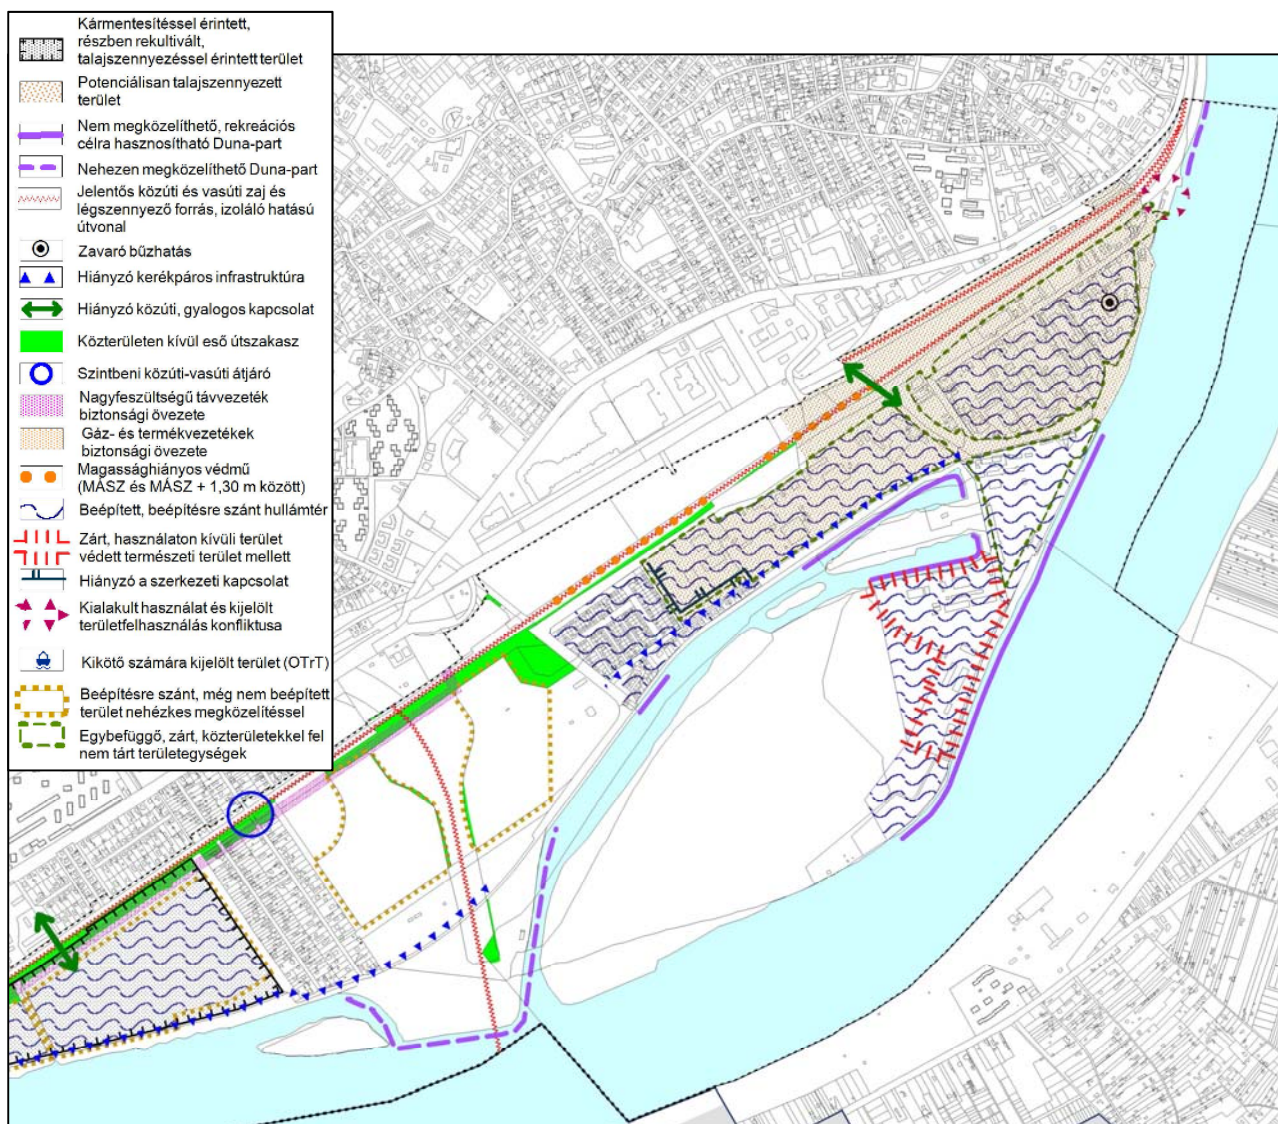 Kármentesítéssel érintett,
részben rekultivált,
talajszennyezéssel érintett terület
Potenciálisan talajszennyezett
terület
Nem megközelíthető, rekreációs
célra hasznosítható Duna-part
Nehezen megközelíthető Duna-part
Jelentős közúti és vasúti zaj és
légszennyező forrás, izoláló hatású
útvonal
Zavaró bűzhatás
Hiányzó kerékpáros infrastruktúra
Hiányzó közúti, gyalogos kapcsolat
Közterületen kívül eső útszakasz
Szintbeni közúti-vasúti átjáró
Nagyfeszültségű távvezeték
biztonsági övezete
Gáz- és termékvezetékek
biztonsági övezete
Magassághiányos védmű
(MÁSZ és MÁSZ + 1,30 m között)
Beépített, beépítésre szánt hullámtér
Zárt, használaton kívüli terület
védett természeti terület mellett
Hiányzó a szerkezeti kapcsolat
Kialakult használat és kijelölt
területfelhasználás konfliktusa
Kikötő számára kijelölt terület (OTrT)
Beépítésre szánt, még nem beépített
terület nehézkes megközelítéssel
Egybefüggő, zárt, közterületekkel fel
nem tárt területegységek